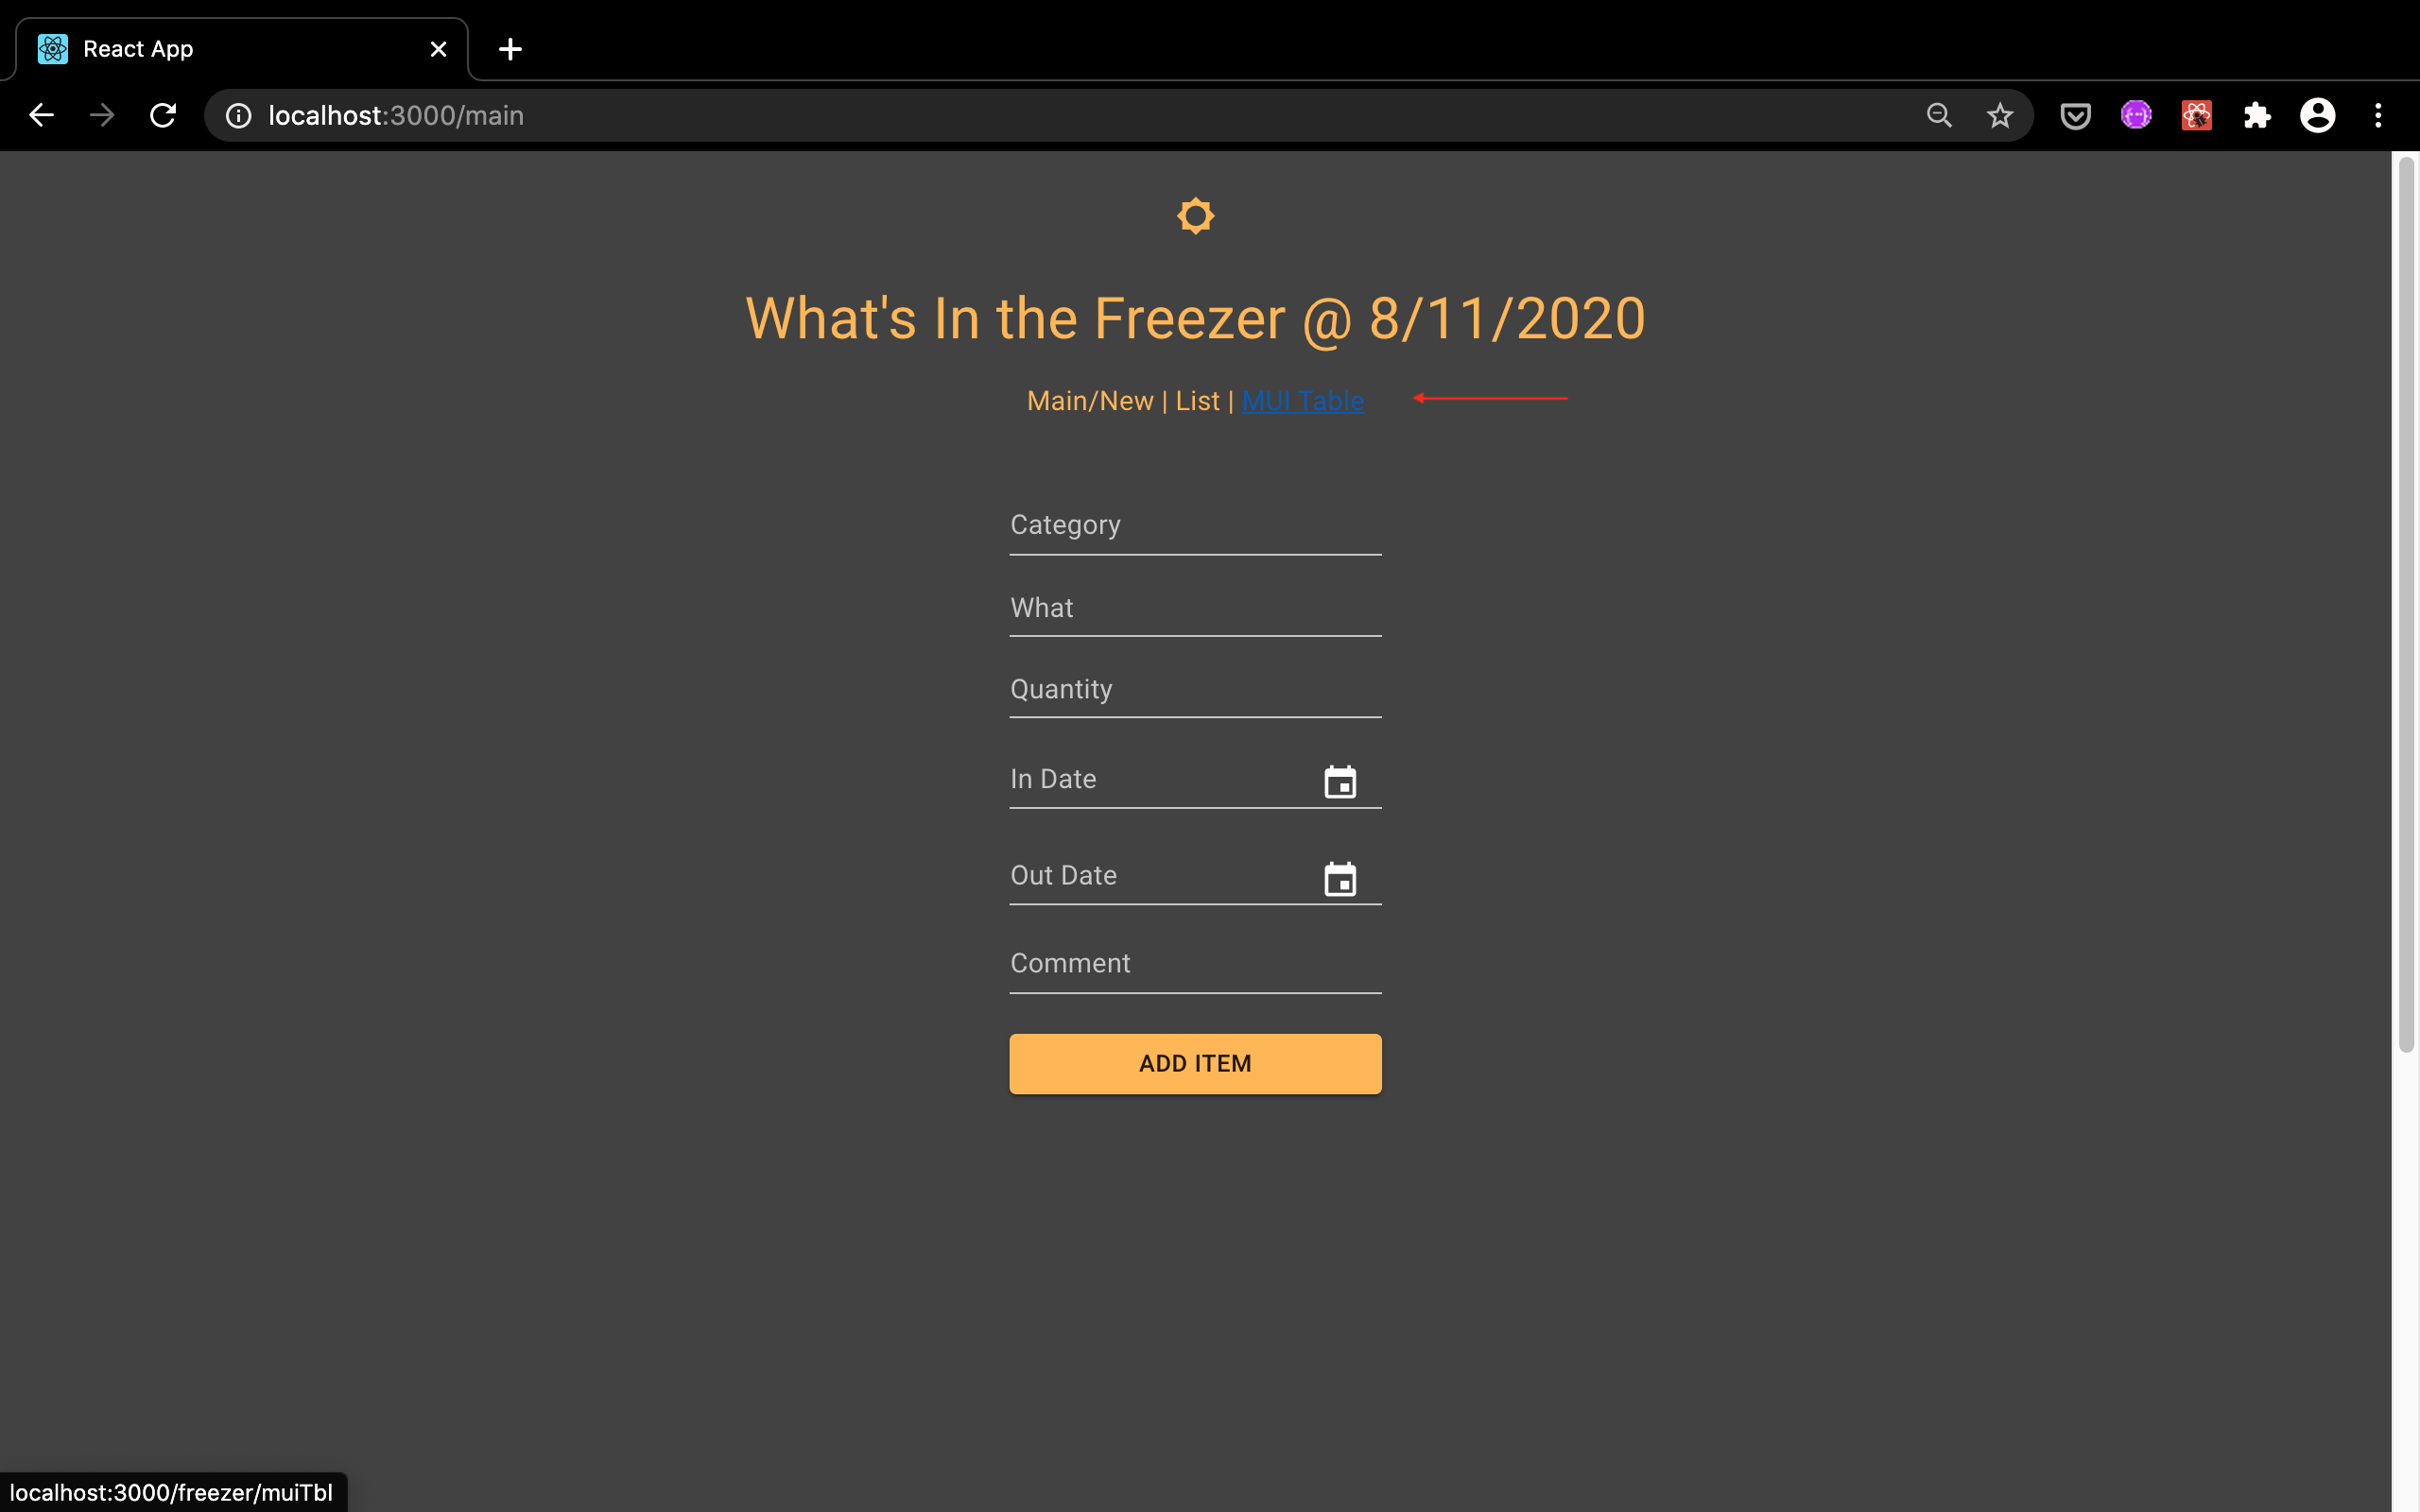 React App
localhost:3000/main
What's In the Freezer @ 8/11/2020
Main/New | List | MUI Table
Category
What
Quantity
In Date
Out Date
Comment
ADD ITEM
localhost:3000/freezer/muiTbl